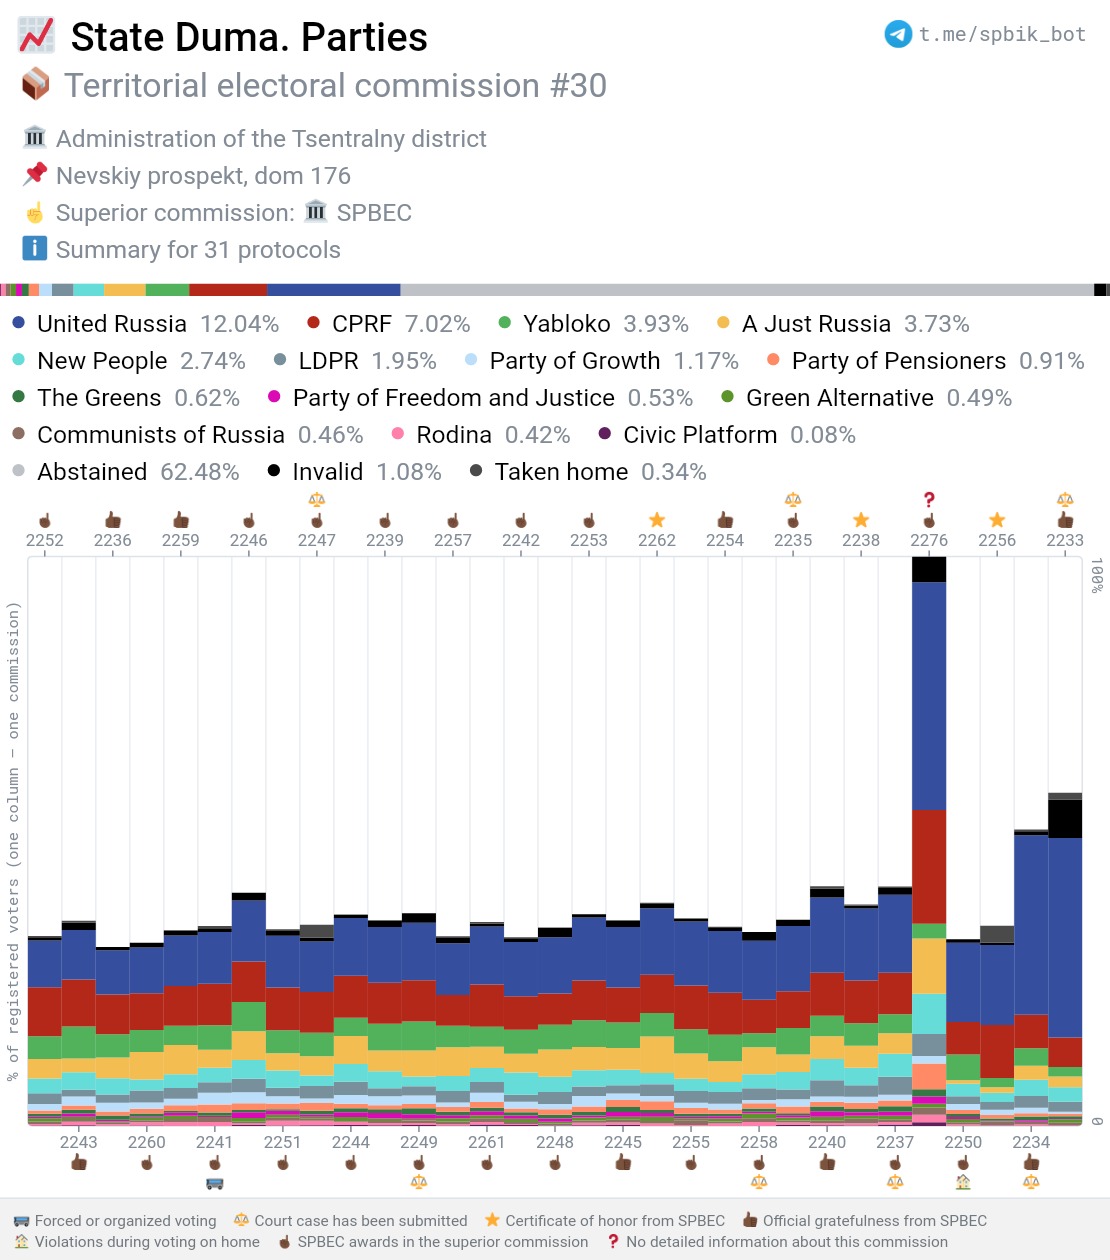 State Duma. Parties
t.me/spbik_bot
Territorial electoral commission #30
Administration of the Tsentralny district
Nevskiy prospekt, dom 176
Superior commission: SPBEC
Summary for 31 protocols
United Russia 12.04% CPRF 7.02% Yabloko 3.93% A Just Russia 3.73%
New People 2.74% LDPR 1.95% Party of Growth 1.17% Party of Pensioners 0.91%
The Greens 0.62% Party of Freedom and Justice 0.53% Green Alternative 0.49%
Communists of Russia 0.46% Rodina 0.42% Civic Platform 0.08%
Abstained 62.48% Invalid 1.08% Taken home 0.34%
2252 2236 2259 2246 2247 2239 2257 2242 2253 2262 2254 2235 2238 2276 2256 2233
100%
% of registered voters (one column – one commission)
0
2243 2260 2241 2251 2244 2249 2261 2248 2245 2255 2258 2240 2237 2250 2234
Forced or organized voting Court case has been submitted Certificate of honor from SPBEC Official gratefulness from SPBEC
Violations during voting on home SPBEC awards in the superior commission No detailed information about this commission